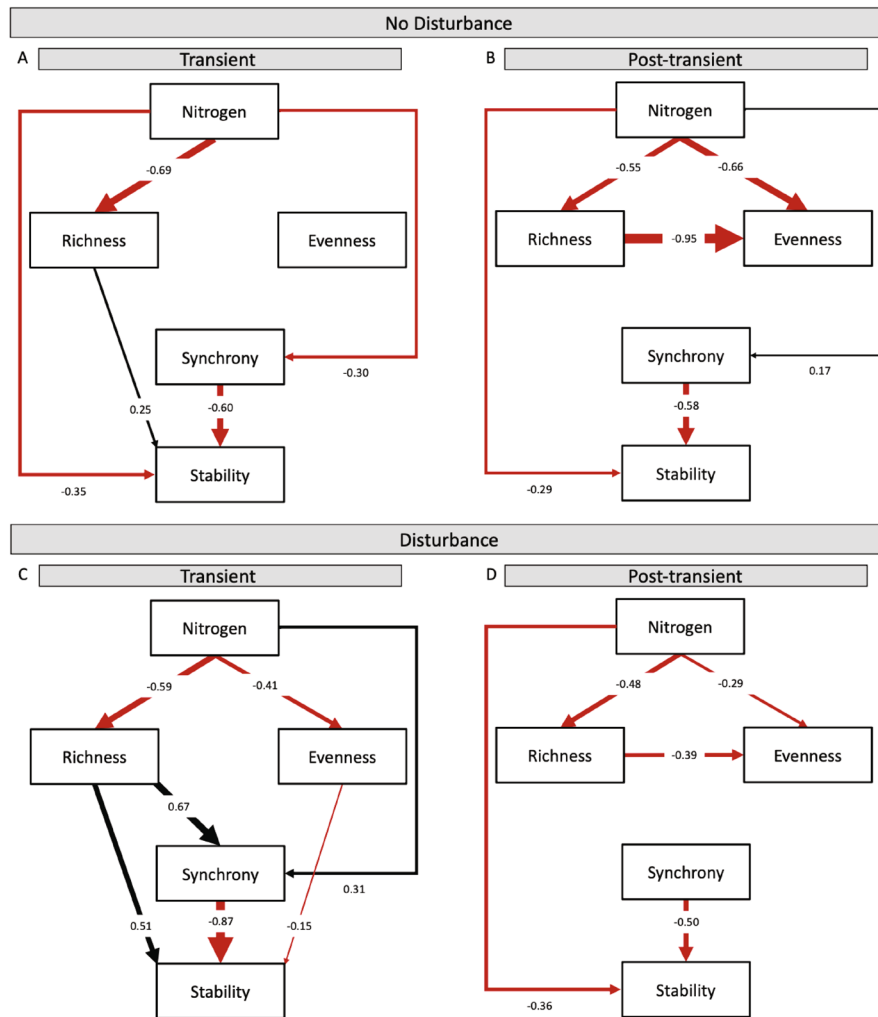 No Disturbance
A Transient
B Post-transient
Nitrogen
Nitrogen
-0.69
-0.55 -0.66
Richness Evenness
Richness -0.95 Evenness
Synchrony
Synchrony
-0.30
0.17
0.25 -0.60
-0.58
Stability
Stability
-0.35
-0.29
Disturbance
C Transient
D Post-transient
Nitrogen
Nitrogen
-0.59 -0.41
-0.48 -0.29
Richness Evenness
Richness -0.39 Evenness
0.67
Synchrony
Synchrony
0.31
0.51 -0.87 -0.15
-0.50
Stability
Stability
-0.36